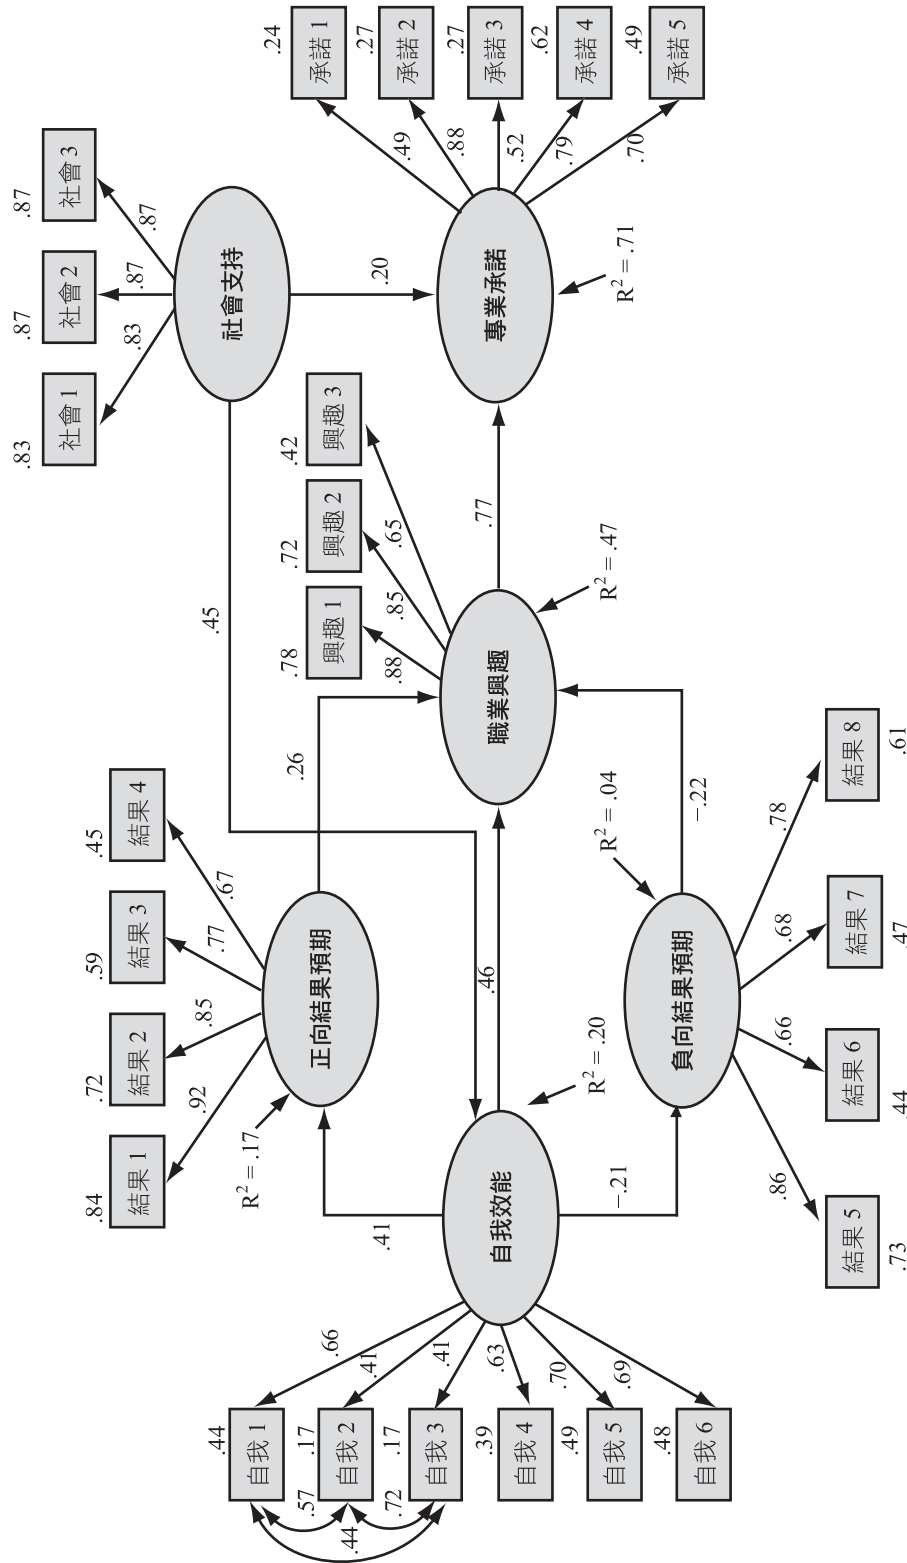 .83
.87
.87
社會 1
社會 2
社會 3
.83
.87
.87
.84
.72
.59
.45
結果 1
結果 2
結果 3
結果 4
.92
.85
.77
.67
.45
社會支持
R² = .17
.44
自我 1
.66
.26
.78
.72
.42
.24
正向結果預期
興趣 1
興趣 2
興趣 3
承諾 1
.57
.17
自我 2
.41
.41
.20
.88
.85
.65
.49
.27
承諾 2
.44
.72
.17
自我 3
.41
.88
.27
承諾 3
.39
自我 4
.63
自我效能
.46
職業興趣
.77
專業承諾
.52
.62
承諾 4
.49
自我 5
.70
R² = .20
R² = .04
R² = .47
R² = .71
.79
.49
承諾 5
.70
.48
自我 6
.69
−.21
負向結果預期
−.22
.86
.66
.68
.78
結果 5
結果 6
結果 7
結果 8
.73
.44
.47
.61